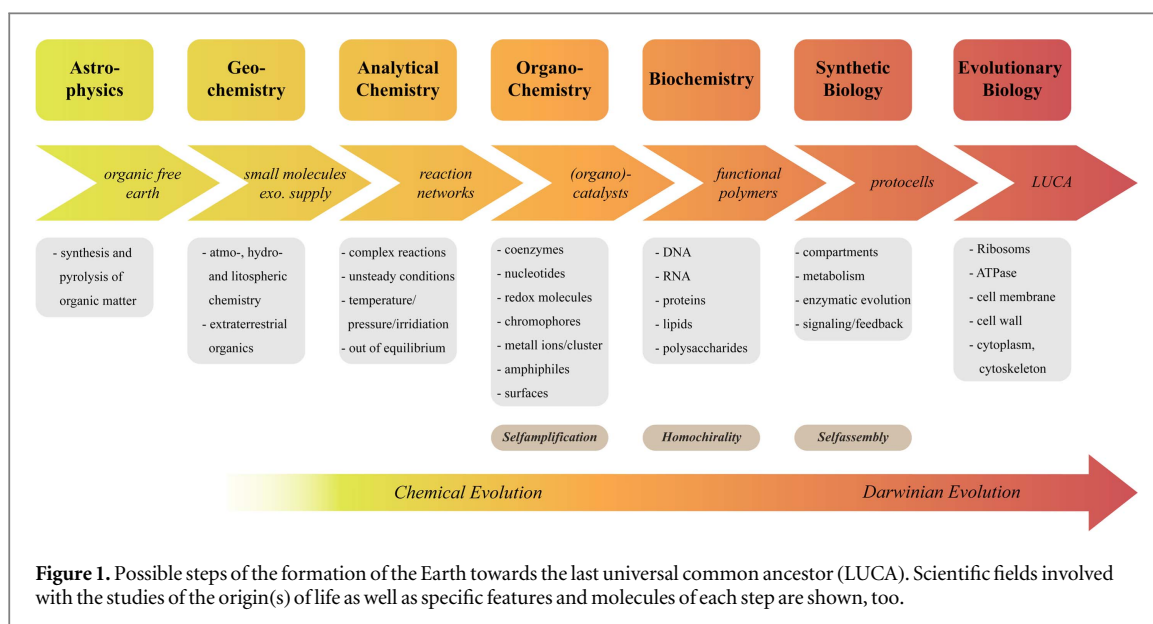 Astro-
physics
Geo-
chemistry
Analytical
Chemistry
Organo-
Chemistry
Biochemistry
Synthetic
Biology
Evolutionary
Biology
organic free
earth
small molecules
exo. supply
reaction
networks
(organo)-
catalysts
functional
polymers
protocells
LUCA
- synthesis and
pyrolysis of
organic matter
- atmo-, hydro-
and litospheric
chemistry
- extraterrestrial
organics
- complex reactions
- unsteady conditions
- temperature/
pressure/irridiation
- out of equilibrium
- coenzymes
- nucleotides
- redox molecules
- chromophores
- metall ions/cluster
- amphiphiles
- surfaces
- DNA
- RNA
- proteins
- lipids
- polysaccharides
- compartments
- metabolism
- enzymatic evolution
- signaling/feedback
- Ribosoms
- ATPase
- cell membrane
- cell wall
- cytoplasm,
cytoskeleton
Selfamplification
Homochirality
Selfassembly
Chemical Evolution
Darwinian Evolution
Figure 1. Possible steps of the formation of the Earth towards the last universal common ancestor (LUCA). Scientific fields involved
with the studies of the origin(s) of life as well as specific features and molecules of each step are shown, too.